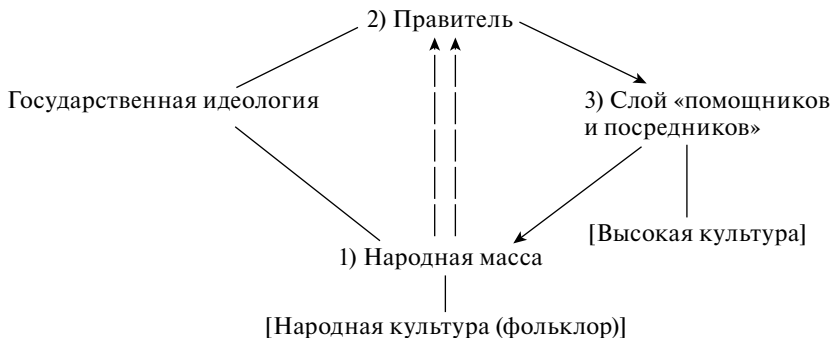 2) Правитель
Государственная идеология
3) Слой «помощников
и посредников»
[Высокая культура]
1) Народная масса
[Народная культура (фольклор)]